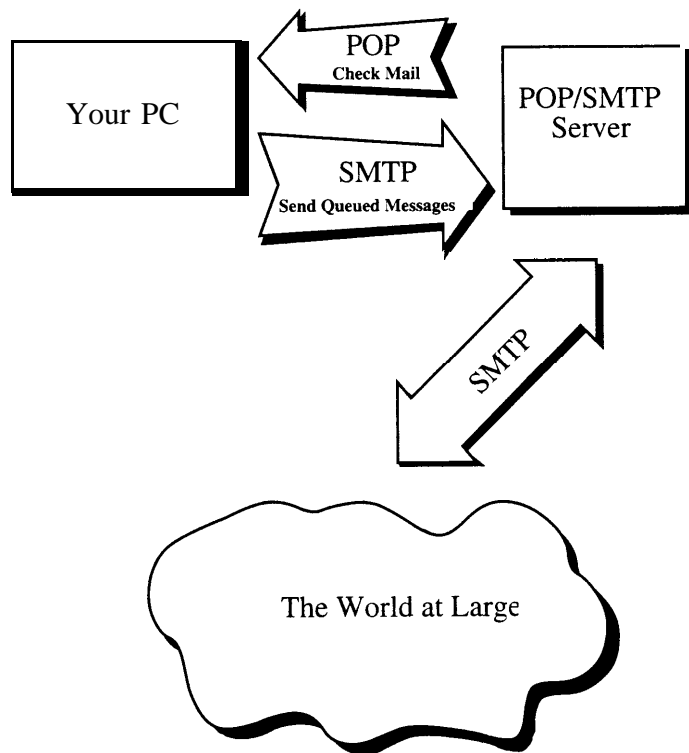 POP
Check Mail
Your PC
POP/SMTP
Server
SMTP
Send Queued Messages
SMTP
The World at Large